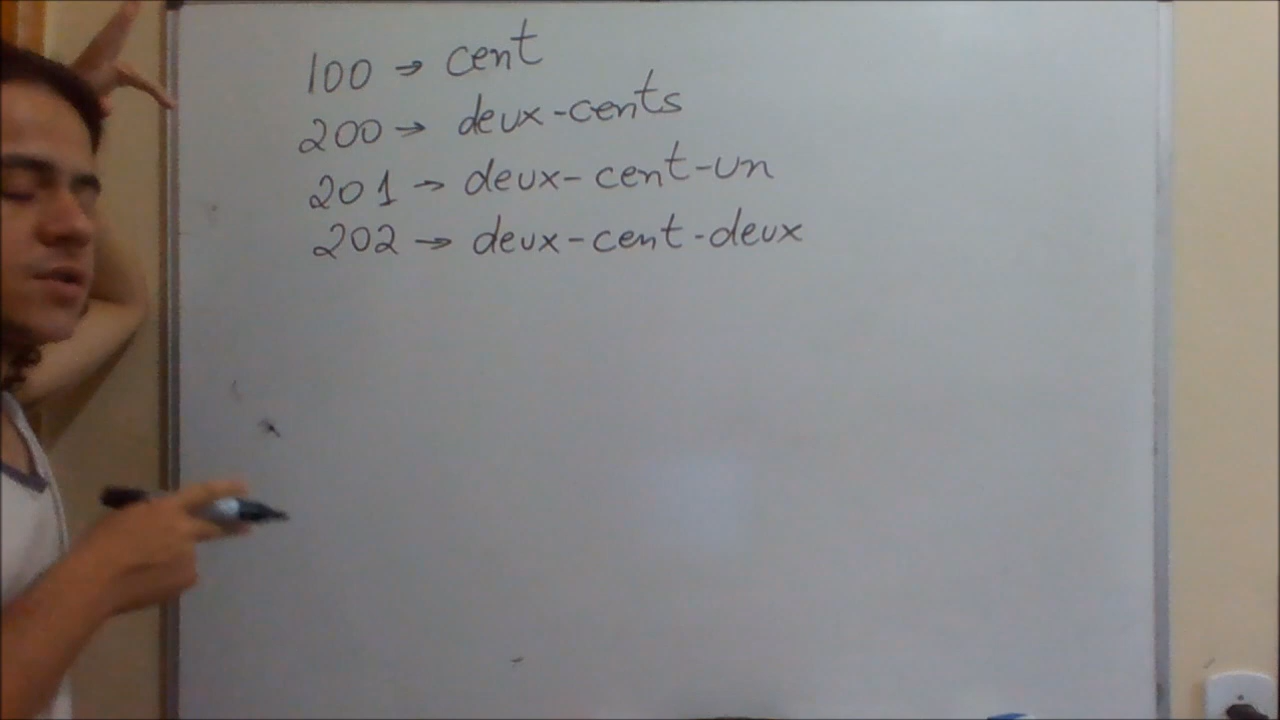 100 → cent
200 → deux-cents
201 → deux-cent-un
202 → deux-cent-deux